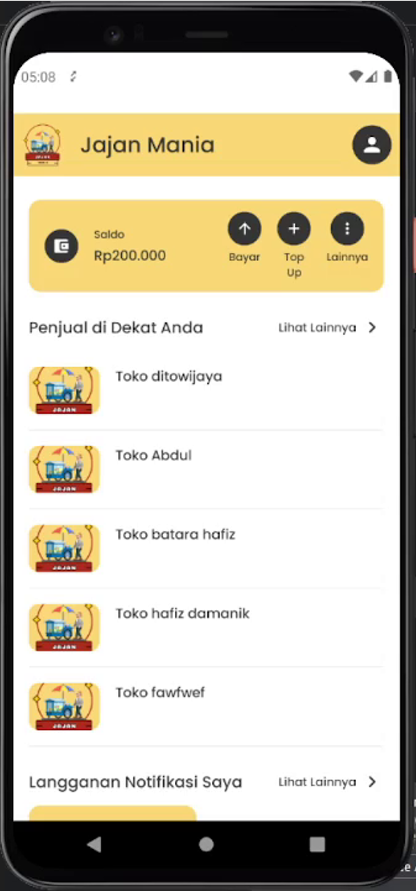 05:08
Jajan Mania
Saldo
Rp200.000
Bayar
Top
Up
Lainnya
Penjual di Dekat Anda
Lihat Lainnya
JAJAN
Toko ditowijaya
JAJAN
Toko Abdul
JAJAN
Toko batara hafiz
JAJAN
Toko hafiz damanik
JAJAN
Toko fawfwef
Langganan Notifikasi Saya
Lihat Lainnya